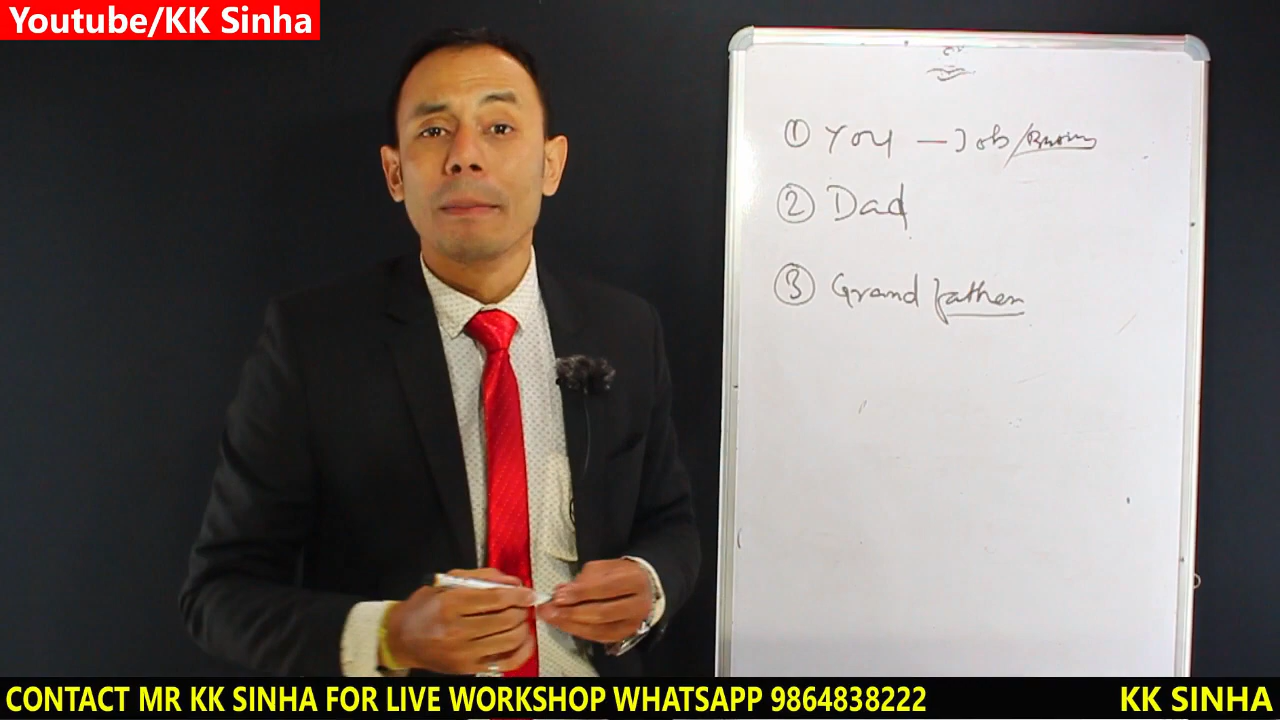 Youtube/KK Sinha
① You — Job/
② Dad
③ Grand father
CONTACT MR KK SINHA FOR LIVE WORKSHOP WHATSAPP 9864838222
KK SINHA